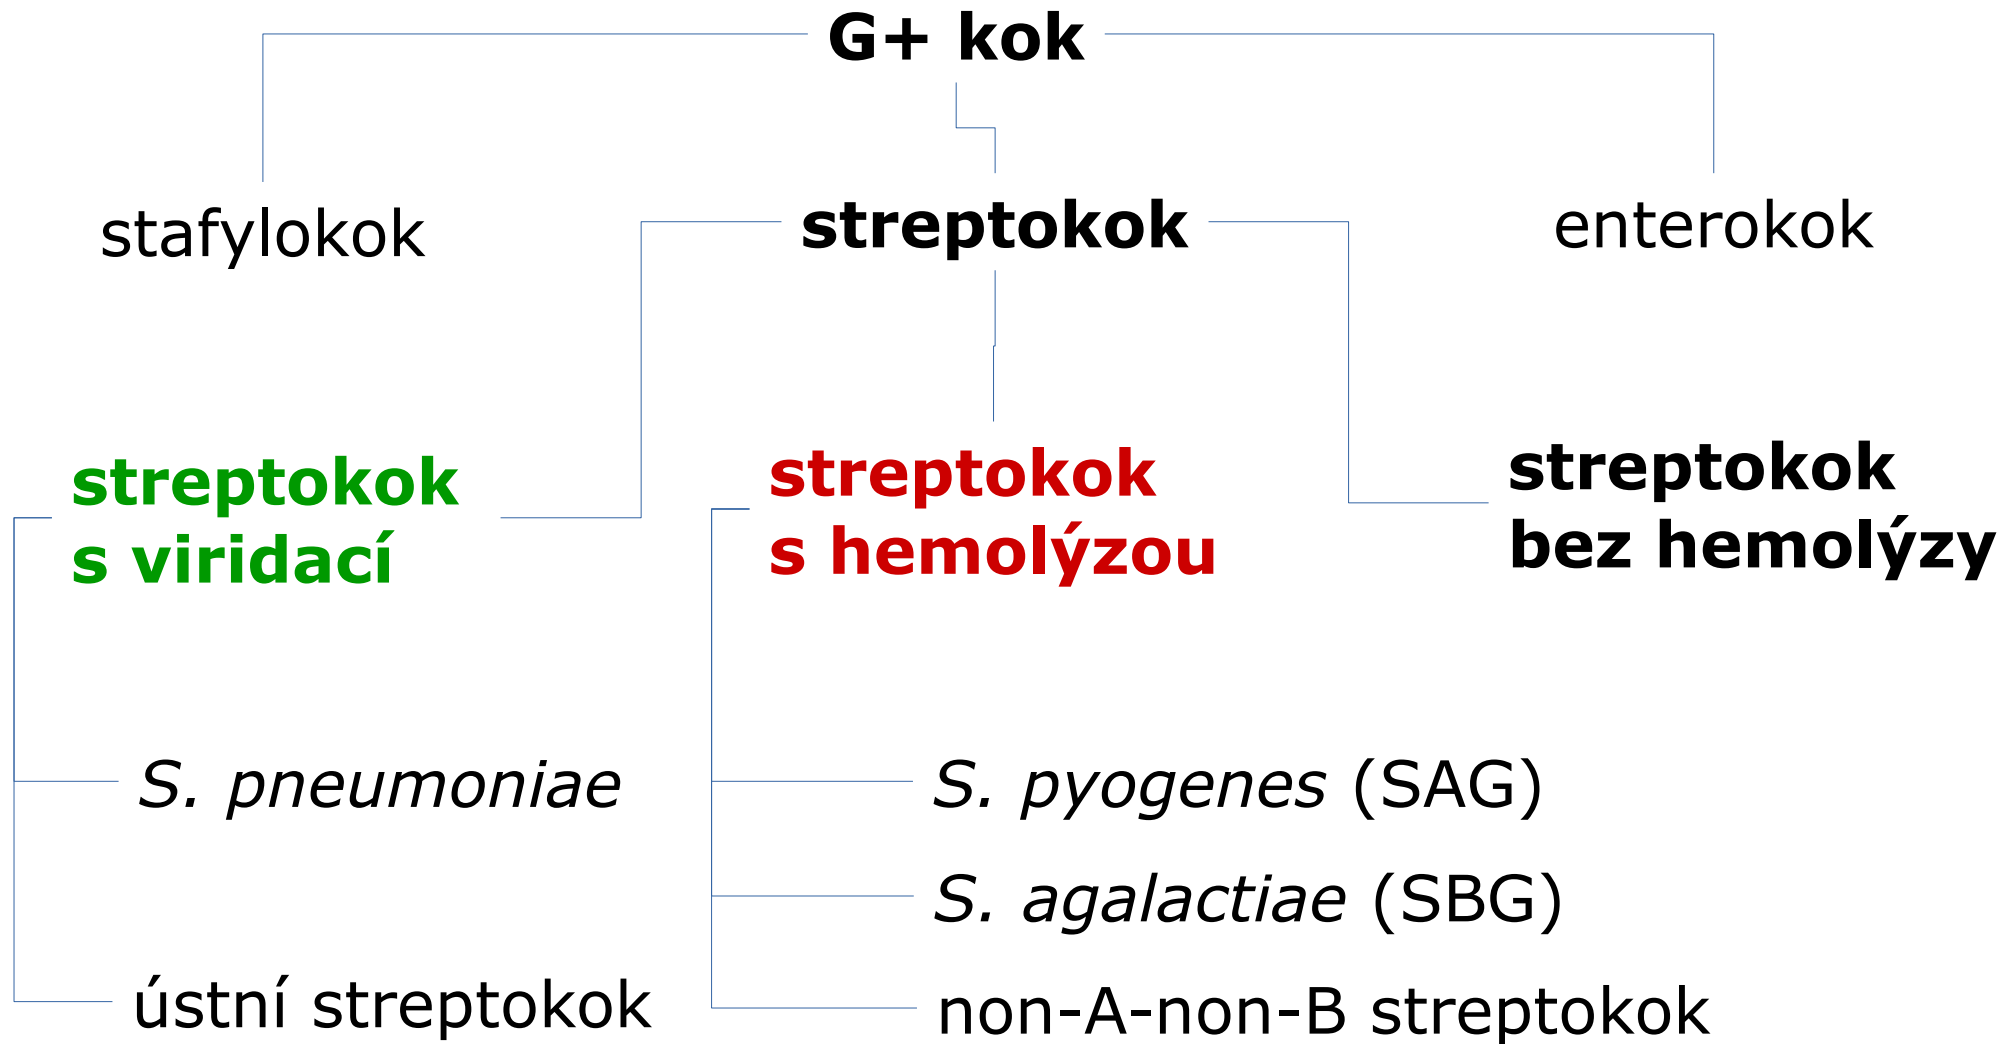 G+ kok
stafylokok
streptokok
enterokok
streptokok
s viridací
streptokok
s hemolýzou
streptokok
bez hemolýzy
S. pneumoniae
S. pyogenes (SAG)
S. agalactiae (SBG)
ústní streptokok
non-A-non-B streptokok